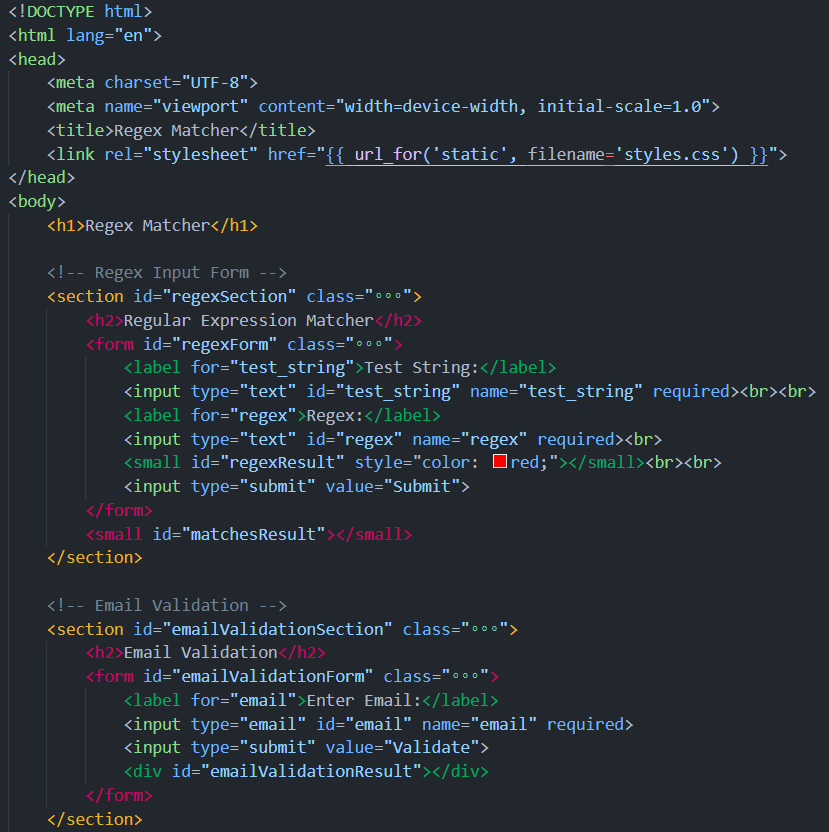 <!DOCTYPE html>
<html lang="en">
<head>
    <meta charset="UTF-8">
    <meta name="viewport" content="width=device-width, initial-scale=1.0">
    <title>Regex Matcher</title>
    <link rel="stylesheet" href="{{ url_for('static', filename='styles.css') }}">
</head>
<body>
    <h1>Regex Matcher</h1>

    <!-- Regex Input Form -->
    <section id="regexSection" class="∘∘∘">
        <h2>Regular Expression Matcher</h2>
        <form id="regexForm" class="∘∘∘">
            <label for="test_string">Test String:</label>
            <input type="text" id="test_string" name="test_string" required><br><br>
            <label for="regex">Regex:</label>
            <input type="text" id="regex" name="regex" required><br>
            <small id="regexResult" style="color: red;"></small><br><br>
            <input type="submit" value="Submit">
        </form>
        <small id="matchesResult"></small>
    </section>

    <!-- Email Validation -->
    <section id="emailValidationSection" class="∘∘∘">
        <h2>Email Validation</h2>
        <form id="emailValidationForm" class="∘∘∘">
            <label for="email">Enter Email:</label>
            <input type="email" id="email" name="email" required>
            <input type="submit" value="Validate">
            <div id="emailValidationResult"></div>
        </form>
    </section>